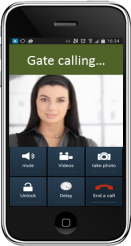 16:34
Gate calling...
mute
Videos
take photo
Unlock
Delay
End a call